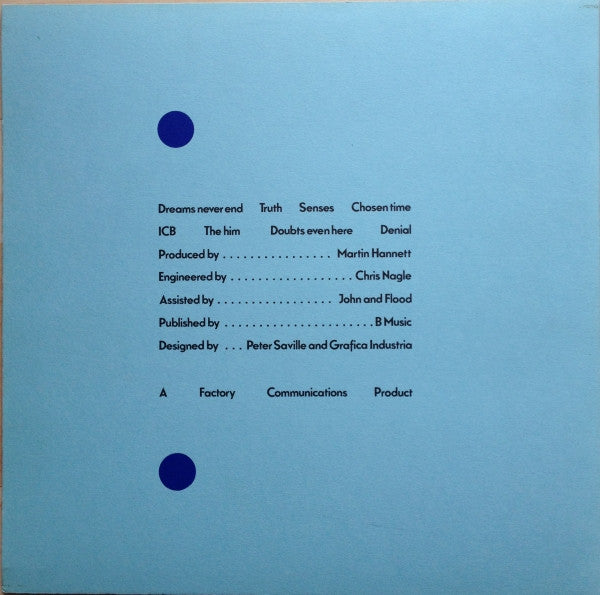 Dreams never end Truth Senses Chosen time
ICB The him Doubts even here Denial
Produced by . . . . . . . . . . . . . . . . Martin Hannett
Engineered by . . . . . . . . . . . . . . . . . . Chris Nagle
Assisted by . . . . . . . . . . . . . . . . . John and Flood
Published by . . . . . . . . . . . . . . . . . . . . . . B Music
Designed by . . . Peter Saville and Grafica Industria
A Factory Communications Product